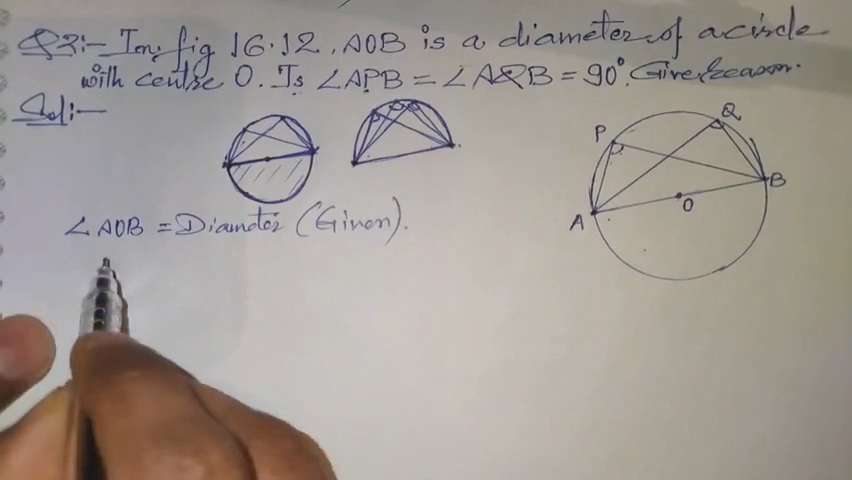 Q2:- In fig 16.12, AOB is a diameter of a circle
with centre O. Is ∠APB = ∠AQB = 90°. Give reason.
Sol:-
P
Q
B
O
A
∠AOB = Diameter (Given).